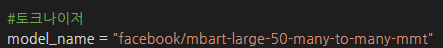 #토크나이저
model_name = "facebook/mbart-large-50-many-to-many-mmt"